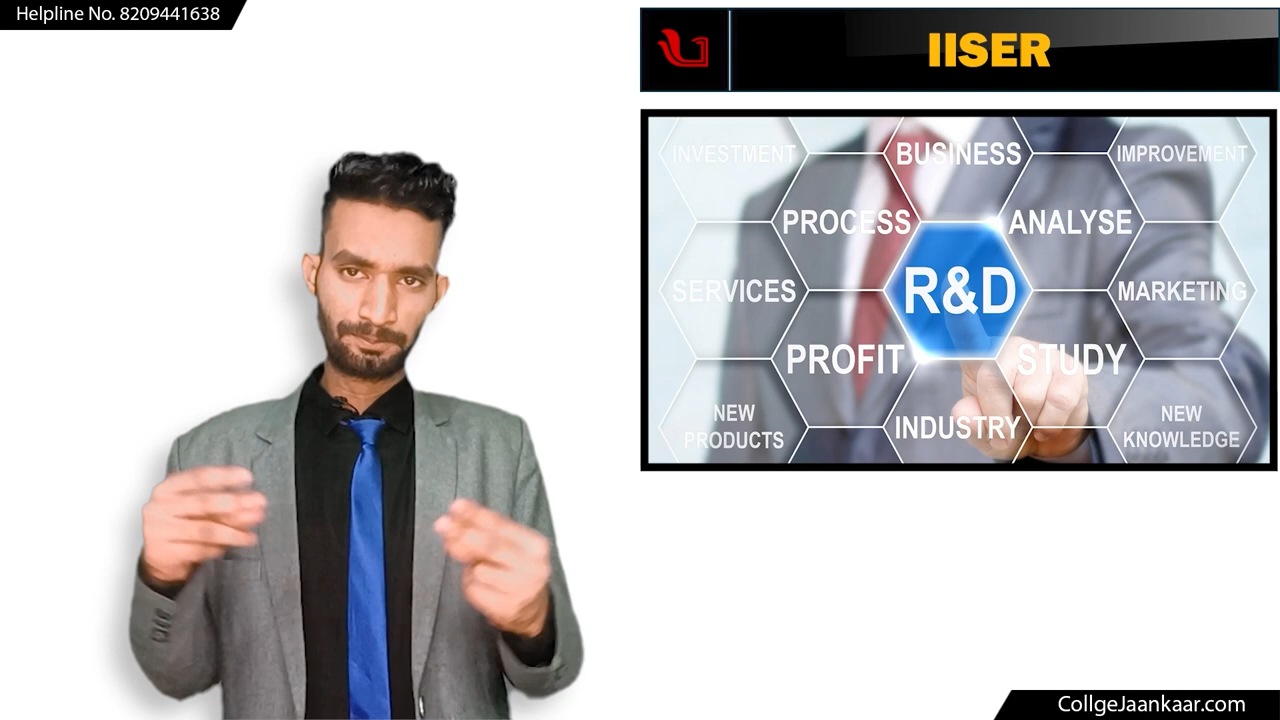 Helpline No. 8209441638
IISER
INVESTMENT
BUSINESS
IMPROVEMENT
PROCESS
ANALYSE
SERVICES
R&D
MARKETING
PROFIT
STUDY
NEW
PRODUCTS
INDUSTRY
NEW
KNOWLEDGE
CollgeJaankaar.com